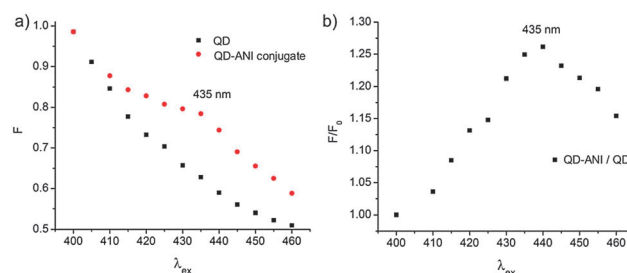 a)
QD
QD-ANI conjugate
435 nm
F
1.0
0.9
0.8
0.7
0.6
0.5
400
410
420
430
440
450
460
λex
b)
435 nm
F/F0
1.30
1.25
1.20
1.15
1.10
1.05
1.00
QD-ANI / QD
400
410
420
430
440
450
460
λex